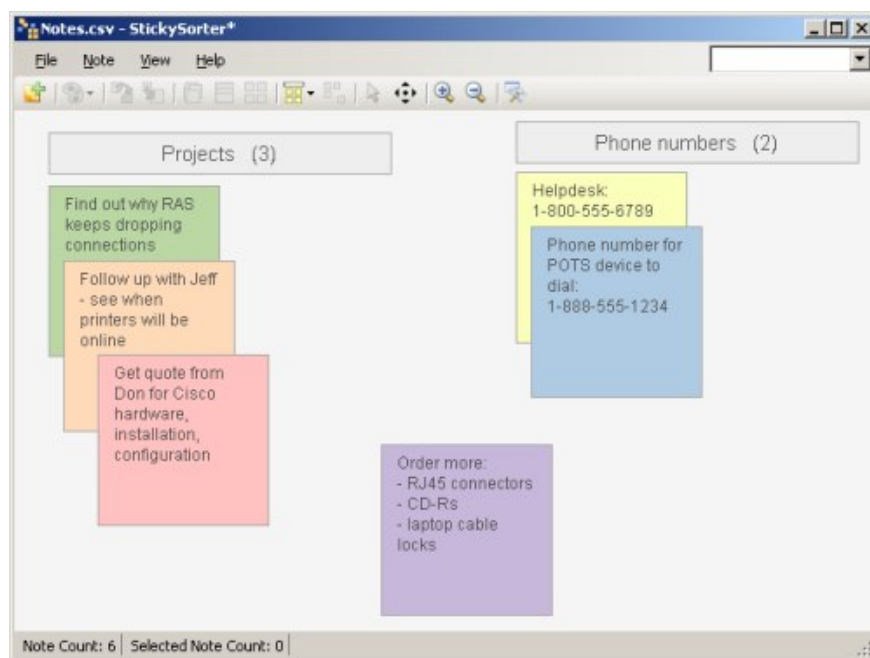 Notes.csv - StickySorter*
File Note View Help
Projects (3)
Find out why RAS
keeps dropping
connections
Follow up with Jeff
- see when
printers will be
online
Get quote from
Don for Cisco
hardware,
installation,
configuration
Phone numbers (2)
Helpdesk:
1-800-555-6789
Phone number for
POTS device to
dial:
1-888-555-1234
Order more:
- RJ45 connectors
- CD-Rs
- laptop cable
locks
Note Count: 6 Selected Note Count: 0